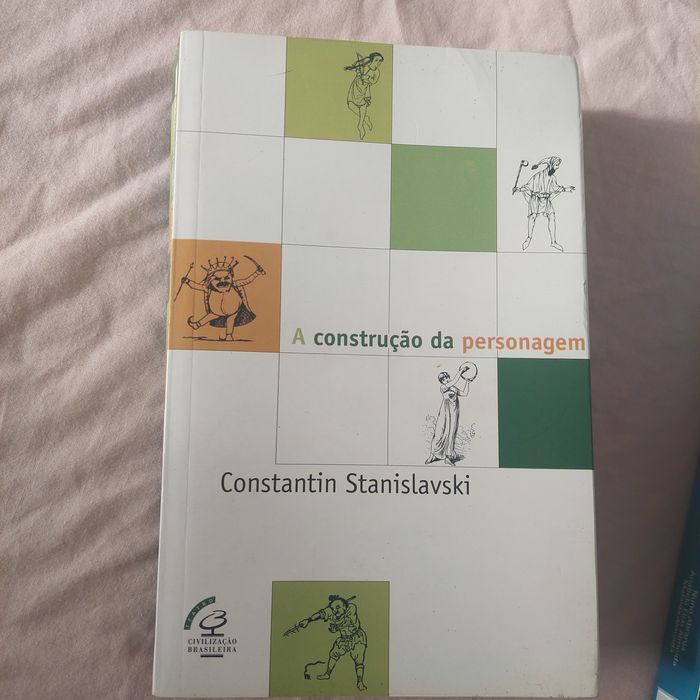 A construção da personagem
Constantin Stanislavski
TEATRO
CIVILIZAÇÃO
BRASILEIRA